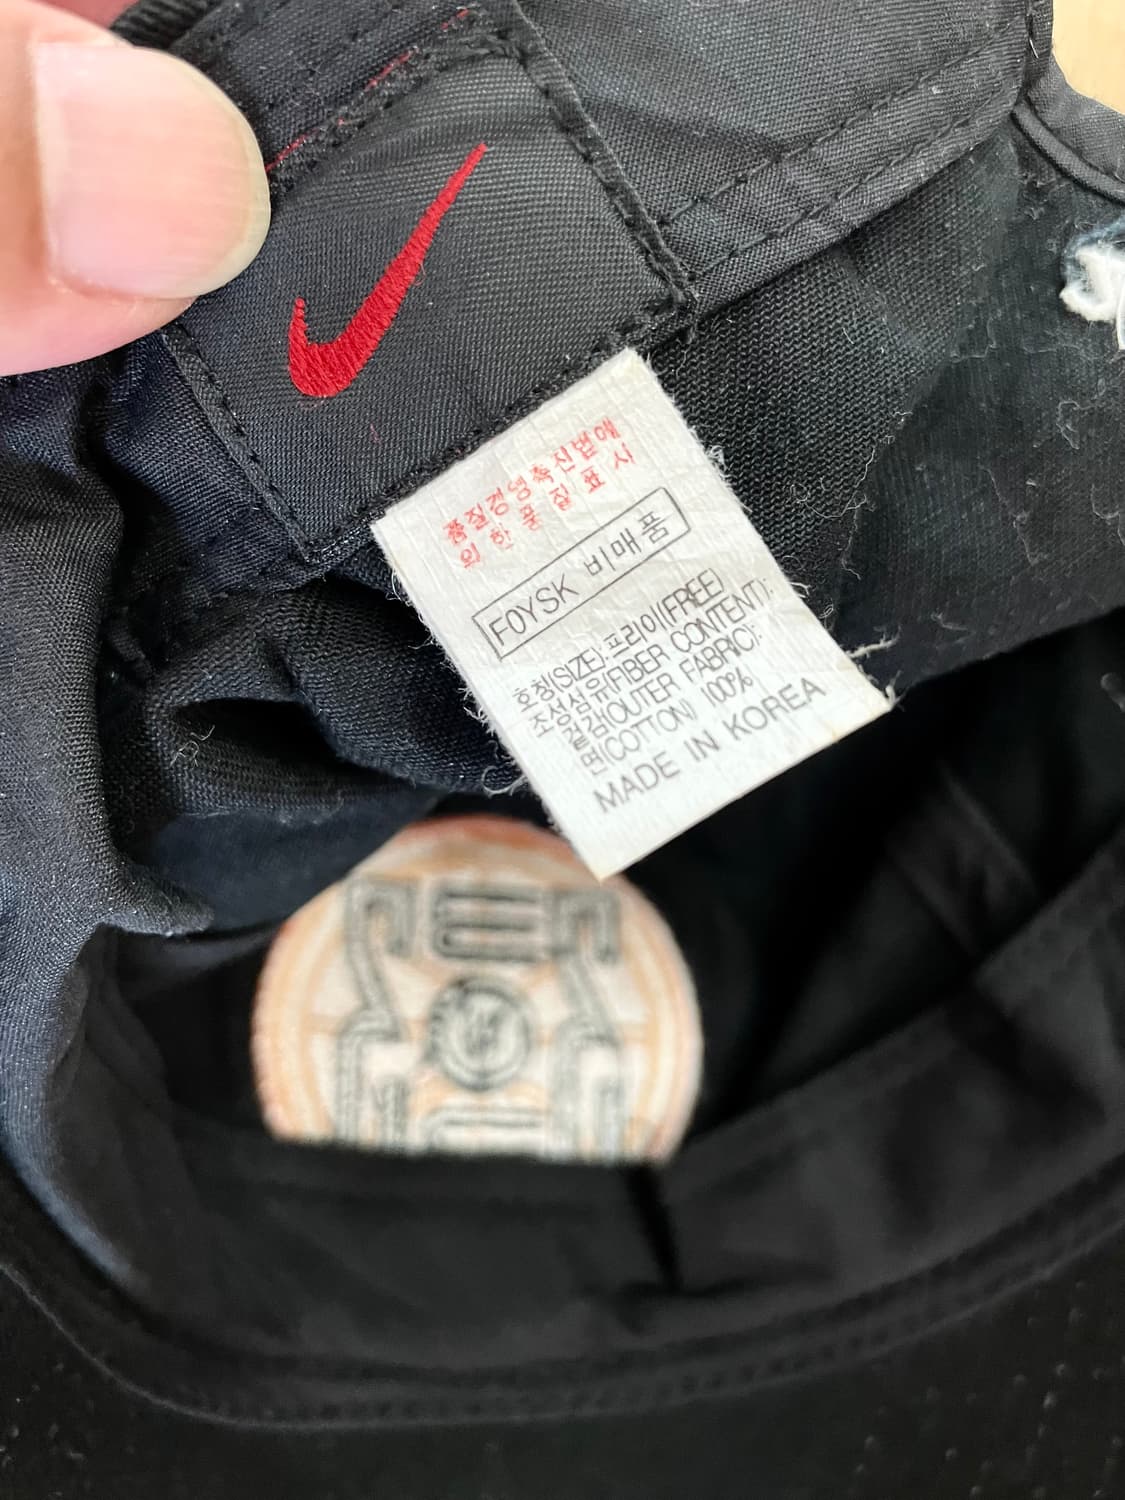 품질경영촉진법에
의한 품질표시
F0YSK 비매품
호칭(SIZE): 프리이(FREE)
조성섬유(FIBER CONTENT):
겉감(OUTER FABRIC):
면(COTTON) 100%
MADE IN KOREA